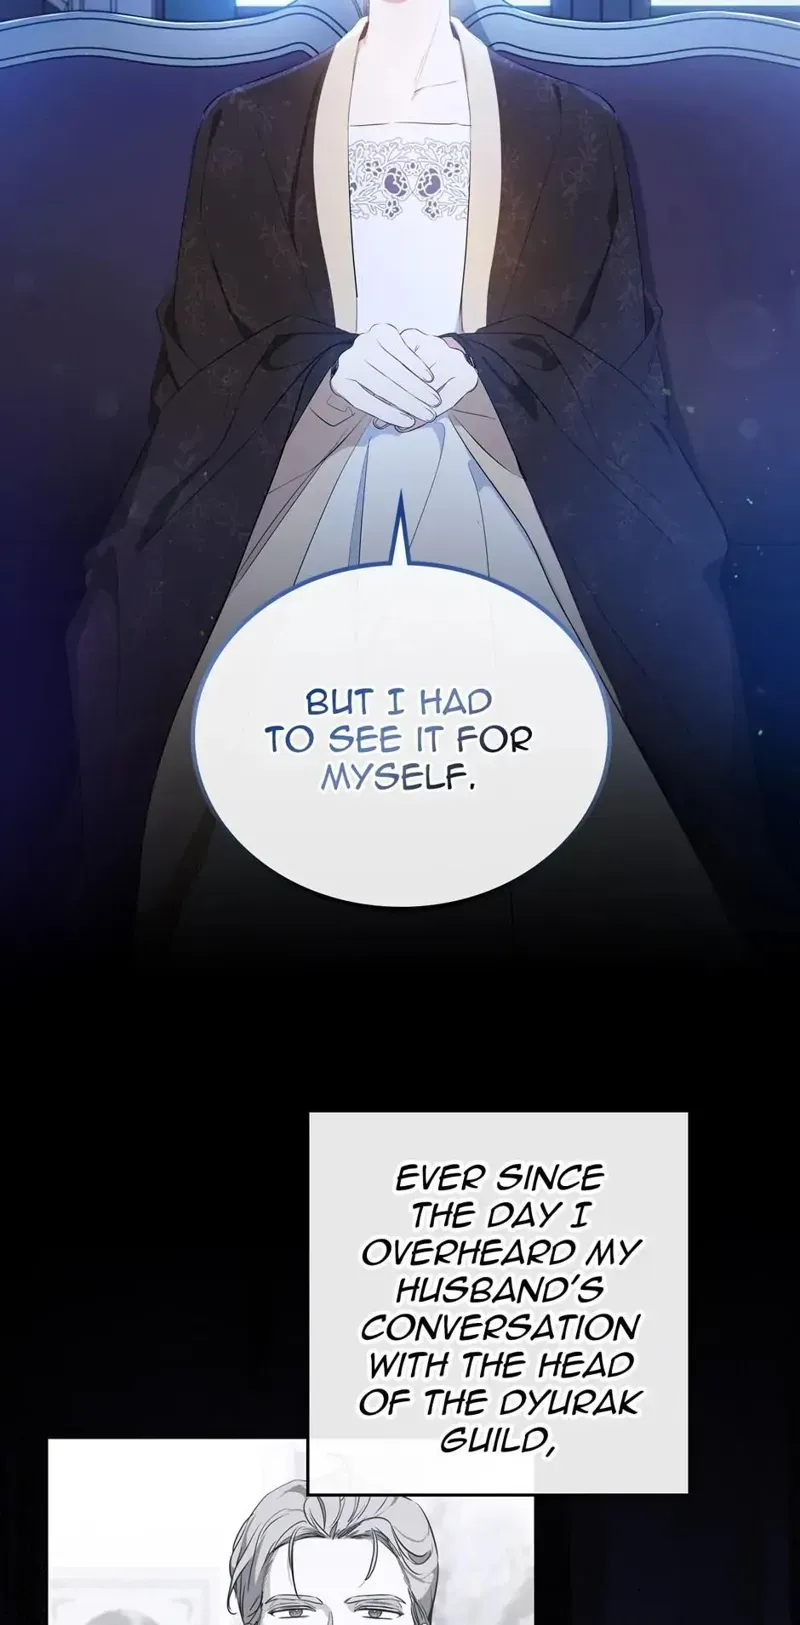 BUT I HAD
TO SEE IT FOR
MYSELF.
EVER SINCE
THE DAY I
OVERHEARD MY
HUSBAND'S
CONVERSATION
WITH THE HEAD
OF THE DYURAK
GUILD,